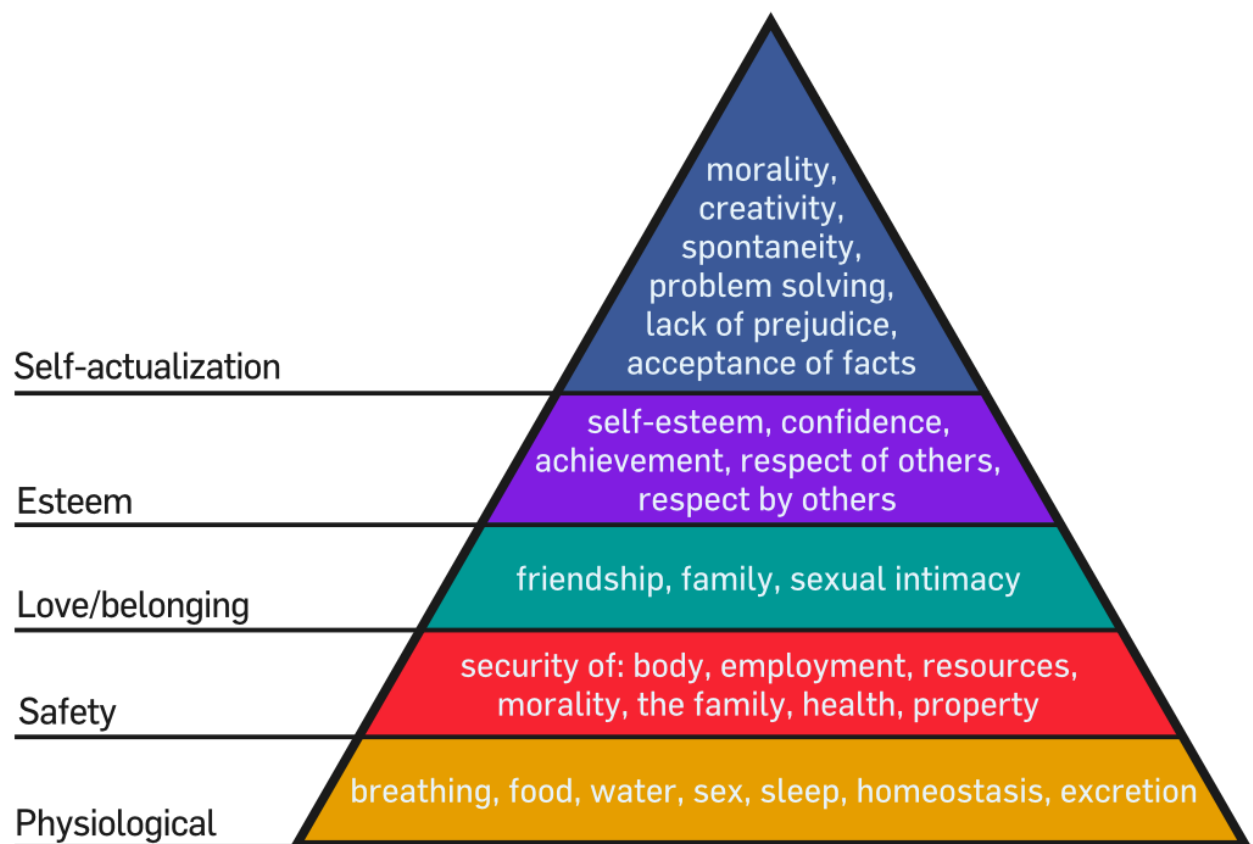 morality,
creativity,
spontaneity,
problem solving,
lack of prejudice,
acceptance of facts
Self-actualization
self-esteem, confidence,
achievement, respect of others,
respect by others
Esteem
friendship, family, sexual intimacy
Love/belonging
security of: body, employment, resources,
morality, the family, health, property
Safety
breathing, food, water, sex, sleep, homeostasis, excretion
Physiological